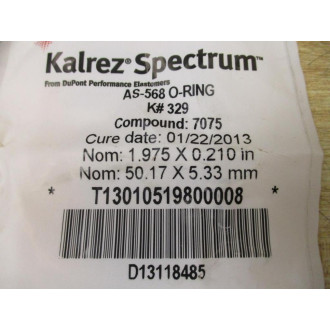 Kalrez® Spectrum™
From DuPont Performance Elastomers
AS-568 O-RING
K# 329
Compound: 7075
Cure date: 01/22/2013
Nom: 1.975 X 0.210 in
Nom: 50.17 X 5.33 mm
* T13010519800008 *
D13118485